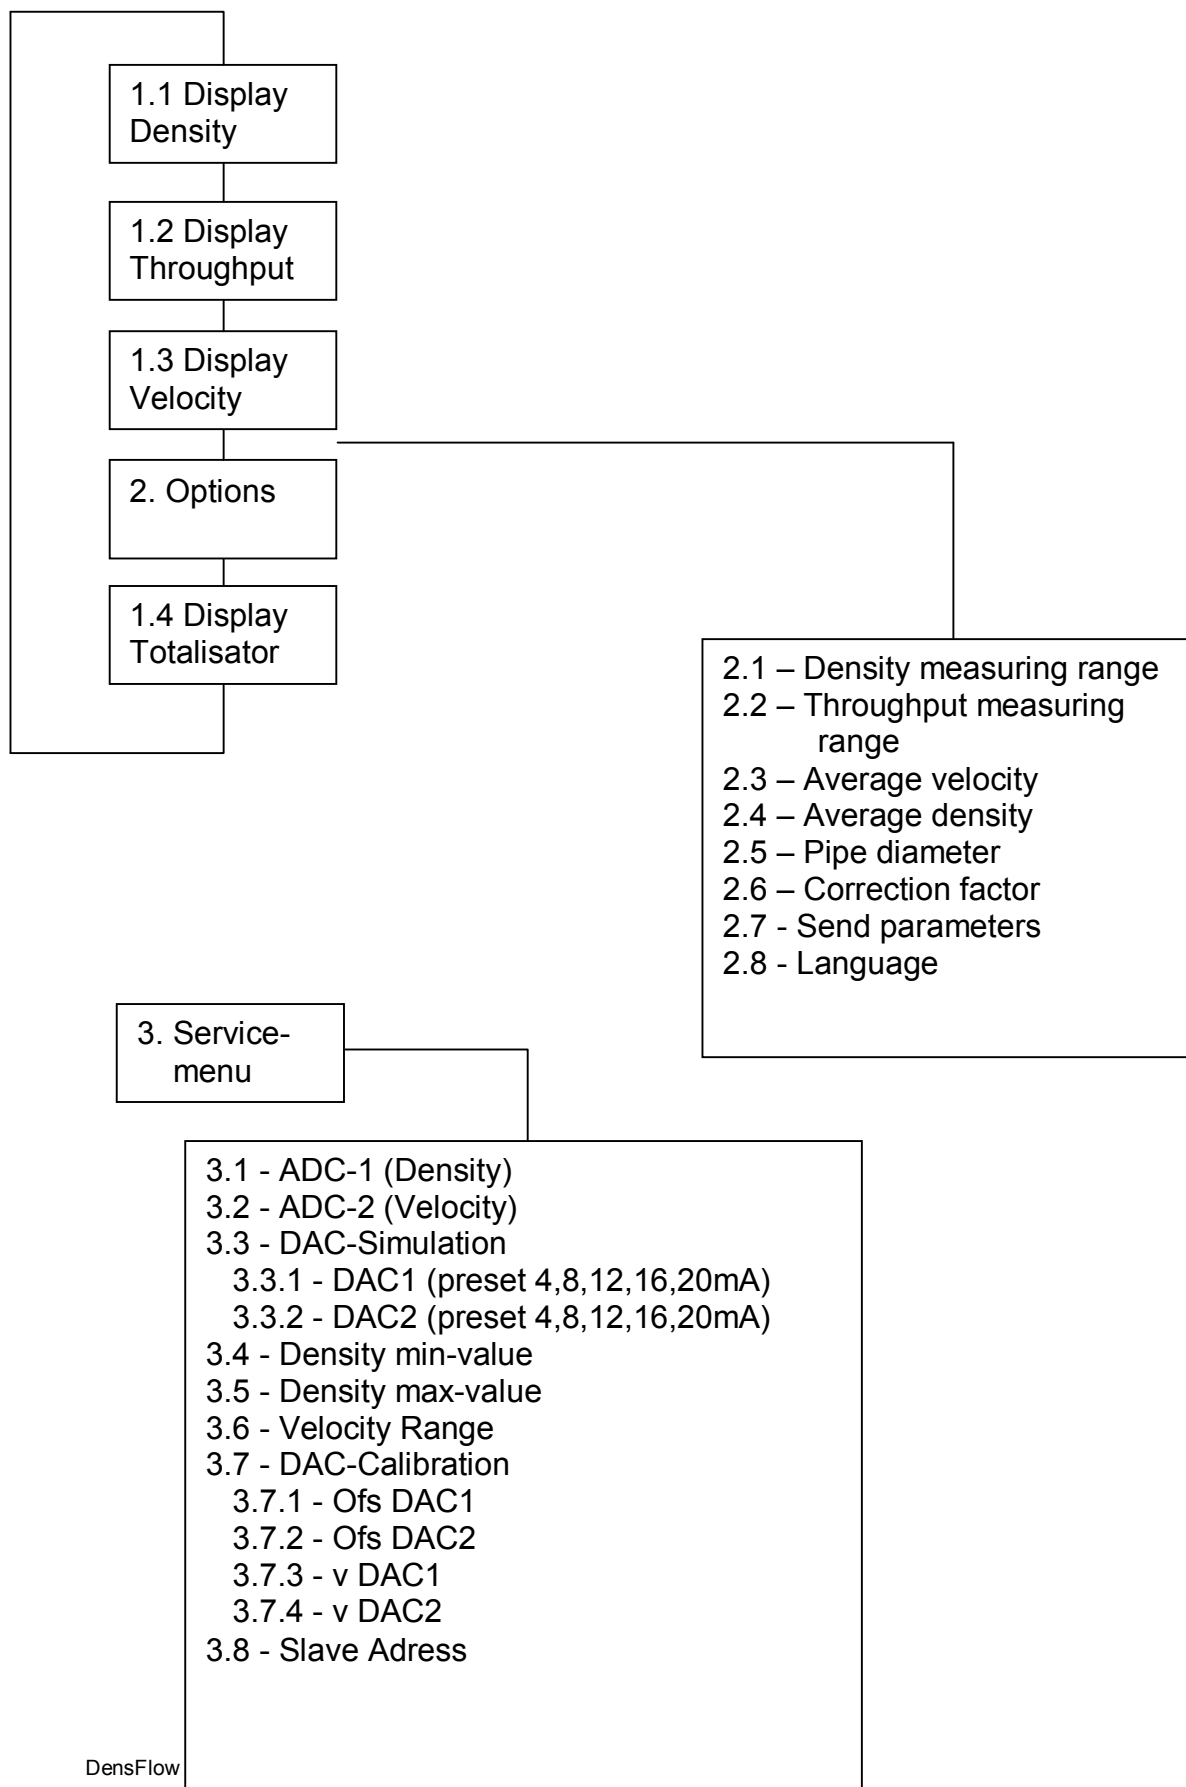 1.1 Display
Density
1.2 Display
Throughput
1.3 Display
Velocity
2. Options
1.4 Display
Totalisator
2.1 – Density measuring range
2.2 – Throughput measuring
range
2.3 – Average velocity
2.4 – Average density
2.5 – Pipe diameter
2.6 – Correction factor
2.7 - Send parameters
2.8 - Language
3. Service-
menu
3.1 - ADC-1 (Density)
3.2 - ADC-2 (Velocity)
3.3 - DAC-Simulation
3.3.1 - DAC1 (preset 4,8,12,16,20mA)
3.3.2 - DAC2 (preset 4,8,12,16,20mA)
3.4 - Density min-value
3.5 - Density max-value
3.6 - Velocity Range
3.7 - DAC-Calibration
3.7.1 - Ofs DAC1
3.7.2 - Ofs DAC2
3.7.3 - v DAC1
3.7.4 - v DAC2
3.8 - Slave Adress
DensFlow